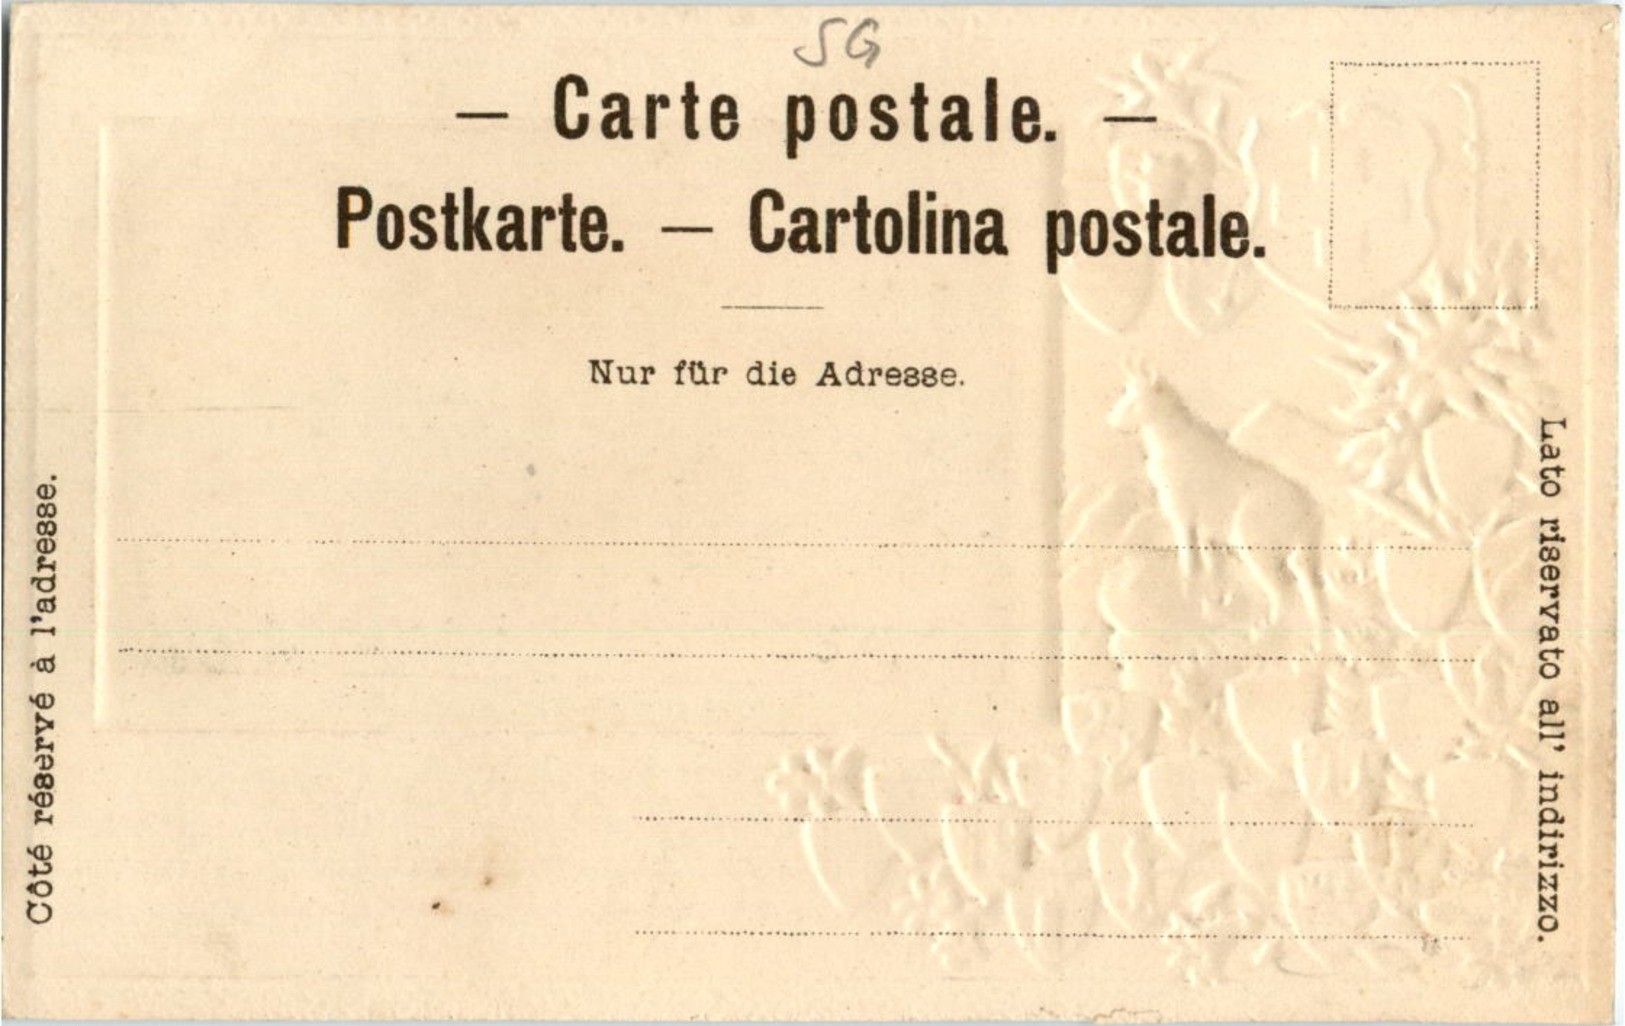 SG
— Carte postale. —
Postkarte. — Cartolina postale.
Nur für die Adresse.
Côté réservé à l'adresse.
Lato riservato all' indirizzo.